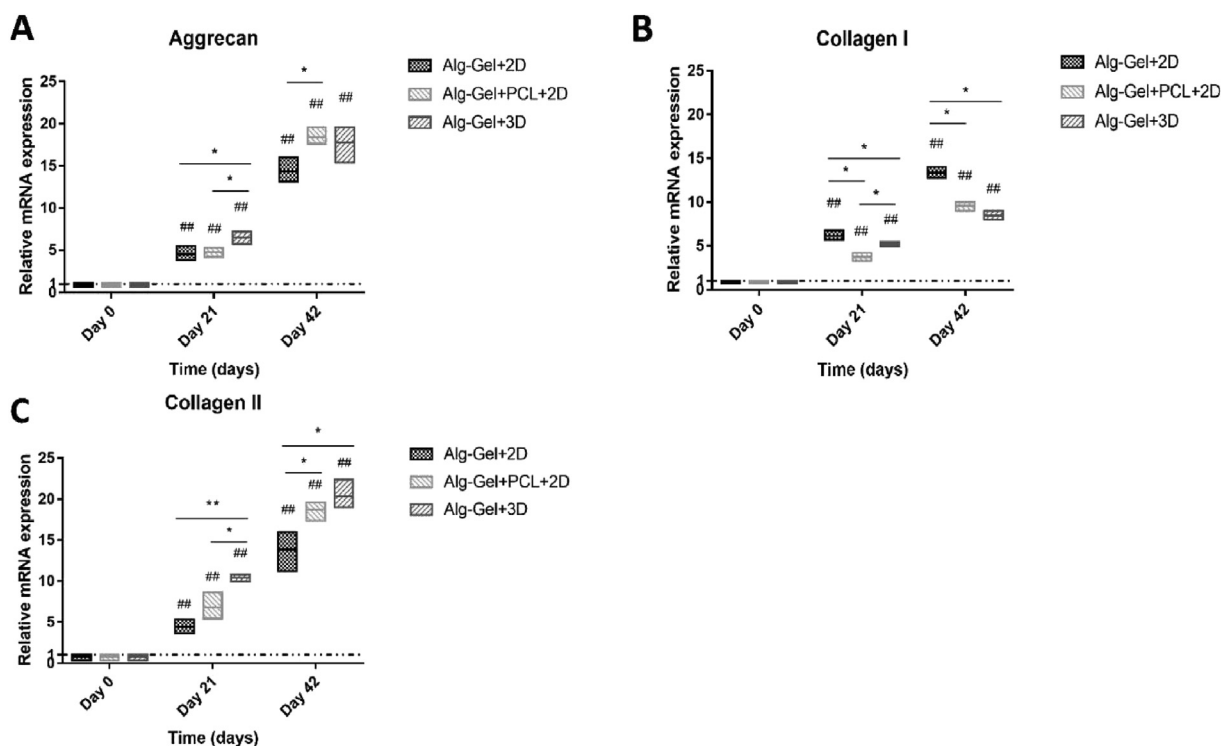 A
Aggrecan
Relative mRNA expression
25
20
15
10
5
1
0
##
##
##
*
*
##
##
##
*
Day 0
Day 21
Day 42
Time (days)
Alg-Gel+2D
Alg-Gel+PCL+2D
Alg-Gel+3D
B
Collagen I
Relative mRNA expression
25
20
15
10
5
1
0
##
##
##
*
*
*
##
##
##
*
*
Day 0
Day 21
Day 42
Time (days)
Alg-Gel+2D
Alg-Gel+PCL+2D
Alg-Gel+3D
C
Collagen II
Relative mRNA expression
25
20
15
10
5
1
0
##
##
##
**
*
##
##
##
*
*
Day 0
Day 21
Day 42
Time (days)
Alg-Gel+2D
Alg-Gel+PCL+2D
Alg-Gel+3D